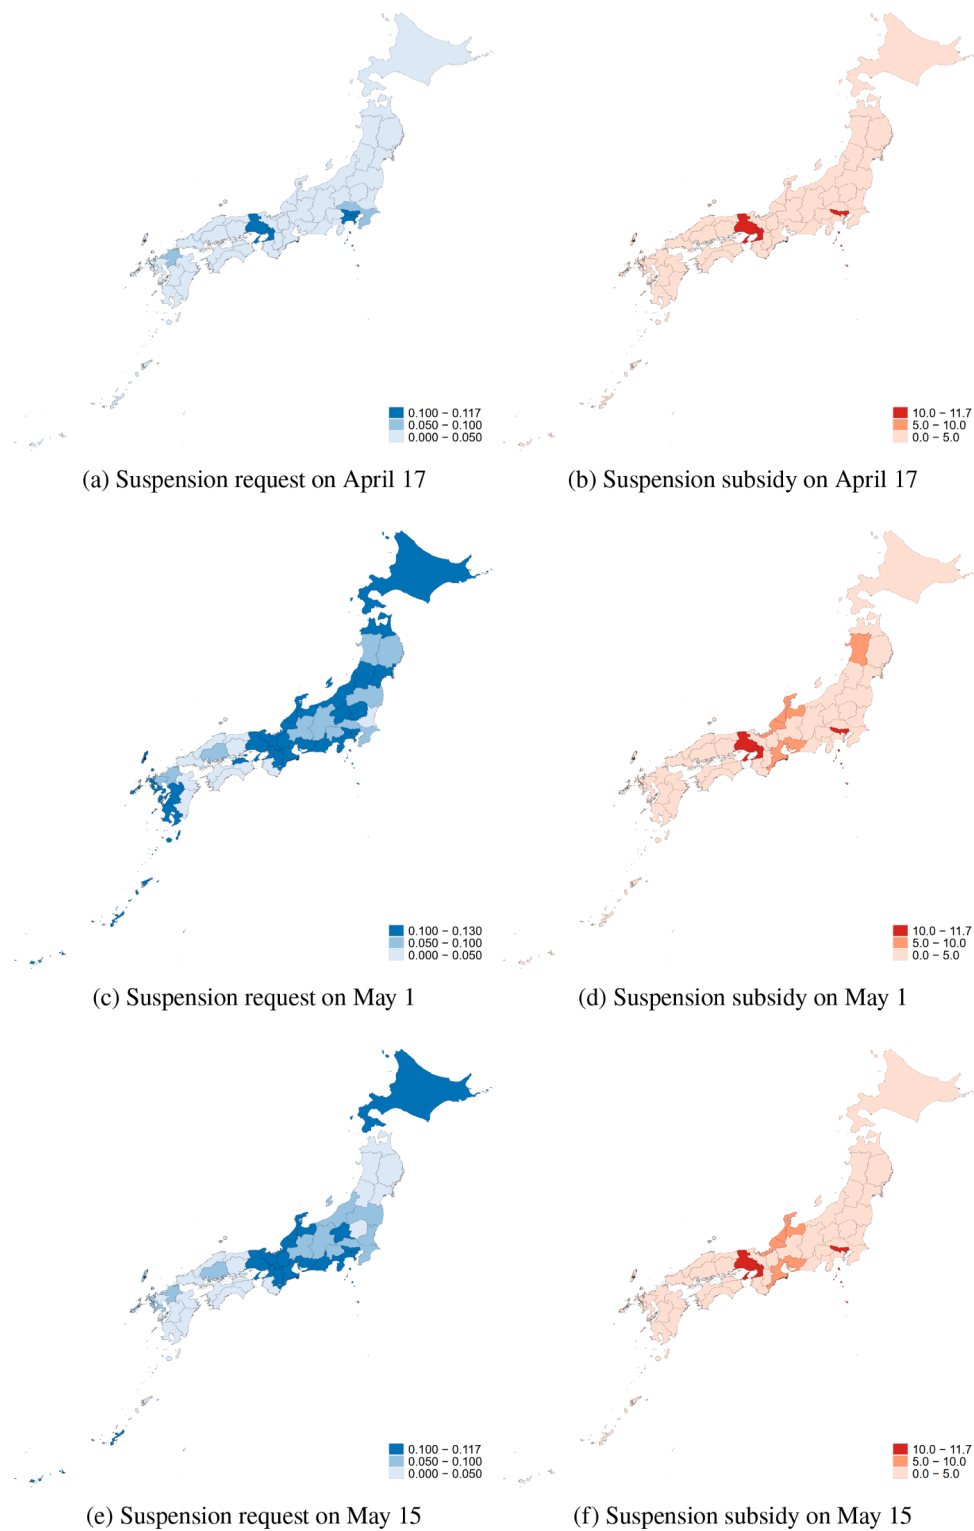 0.100 − 0.117
0.050 − 0.100
0.000 − 0.050
10.0 − 11.7
5.0 − 10.0
0.0 − 5.0
(a) Suspension request on April 17
(b) Suspension subsidy on April 17
0.100 − 0.130
0.050 − 0.100
0.000 − 0.050
10.0 − 11.7
5.0 − 10.0
0.0 − 5.0
(c) Suspension request on May 1
(d) Suspension subsidy on May 1
0.100 − 0.117
0.050 − 0.100
0.000 − 0.050
10.0 − 11.7
5.0 − 10.0
0.0 − 5.0
(e) Suspension request on May 15
(f) Suspension subsidy on May 15